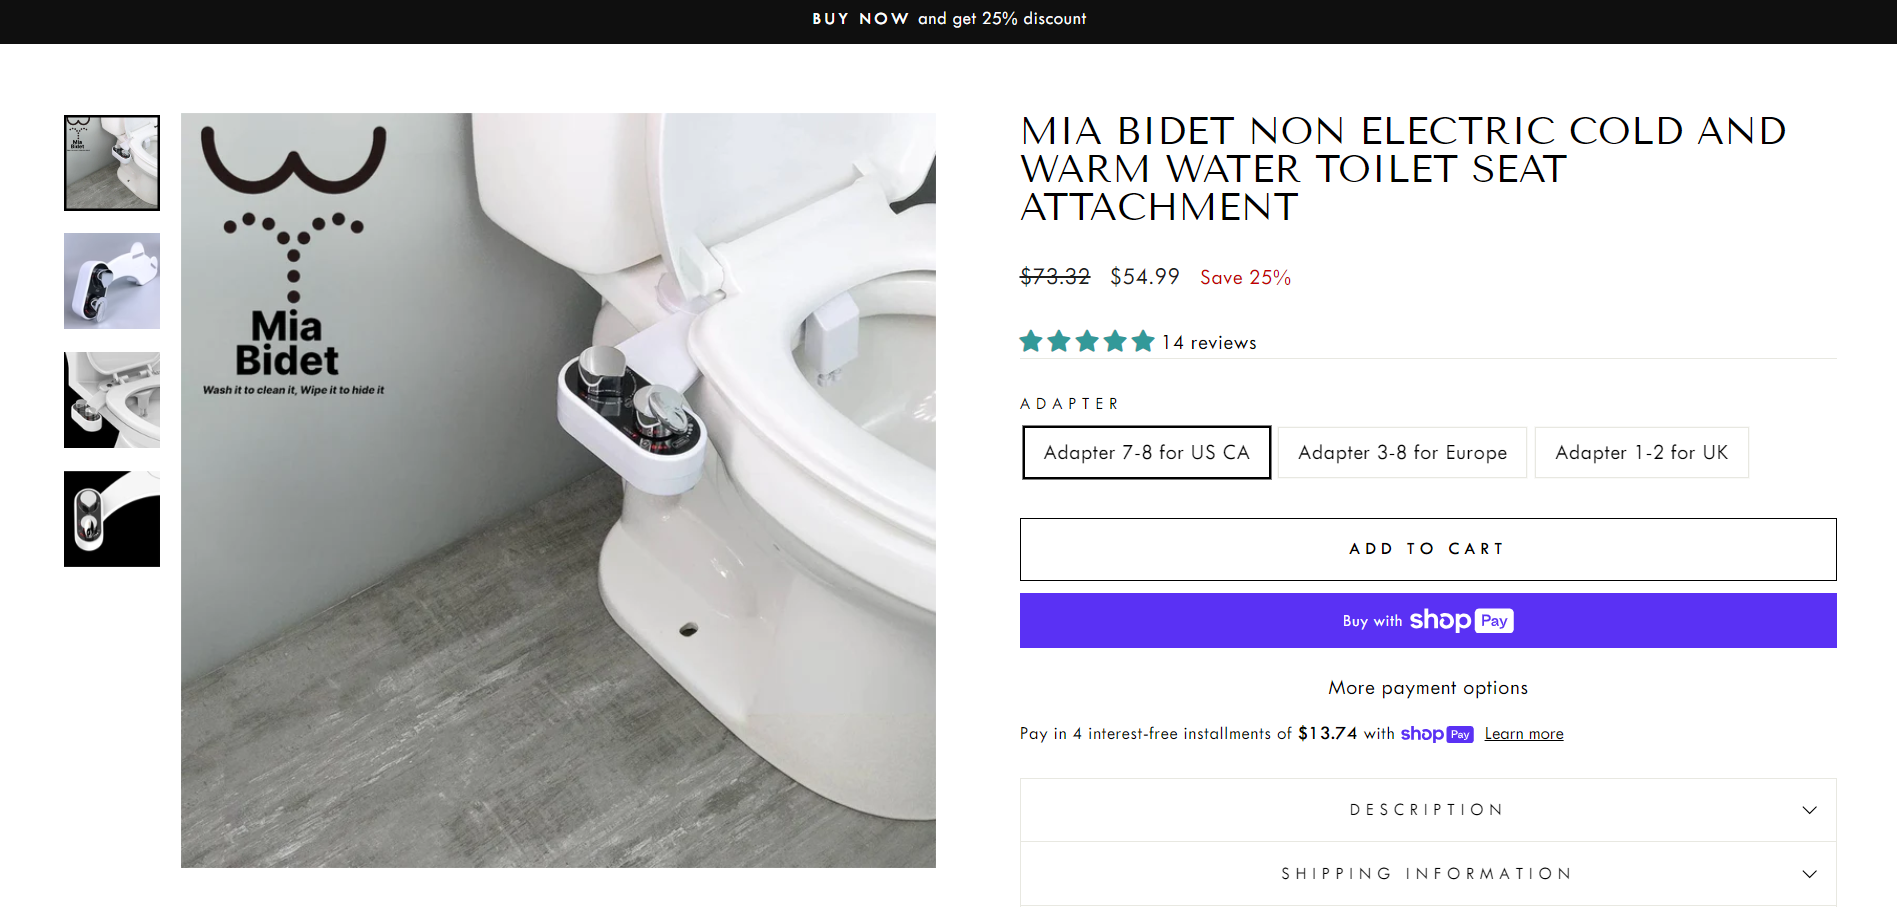 BUY NOW and get 25% discount
Mia
Bidet
Wash it to clean it, Wipe it to hide it
MIA BIDET NON ELECTRIC COLD AND
WARM WATER TOILET SEAT
ATTACHMENT
$73.32 $54.99 Save 25%
14 reviews
ADAPTER
Adapter 7-8 for US CA
Adapter 3-8 for Europe
Adapter 1-2 for UK
ADD TO CART
Buy with shop Pay
More payment options
Pay in 4 interest-free installments of $13.74 with shop Pay Learn more
DESCRIPTION
SHIPPING INFORMATION